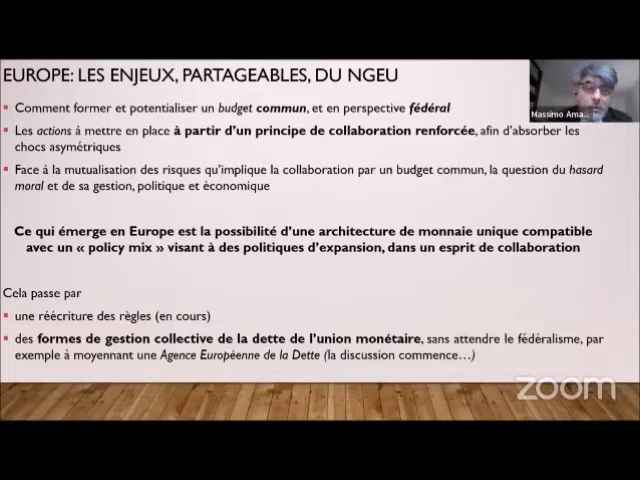 EUROPE: LES ENJEUX, PARTAGEABLES, DU NGEU
Massimo Ama...
▪ Comment former et potentialiser un budget commun, et en perspective fédéral
▪ Les actions à mettre en place à partir d'un principe de collaboration renforcée, afin d'absorber les
chocs asymétriques
▪ Face à la mutualisation des risques qu'implique la collaboration par un budget commun, la question du hasard
moral et de sa gestion, politique et èconomique
Ce qui émerge en Europe est la possibilité d'une architecture de monnaie unique compatible
avec un « policy mix » visant à des politiques d'expansion, dans un esprit de collaboration
Cela passe par
▪ une réécriture des règles (en cours)
▪ des formes de gestion collective de la dette de l'union monétaire, sans attendre le fédéralisme, par
exemple à moyennant une Agence Européenne de la Dette (la discussion commence…)
zoom